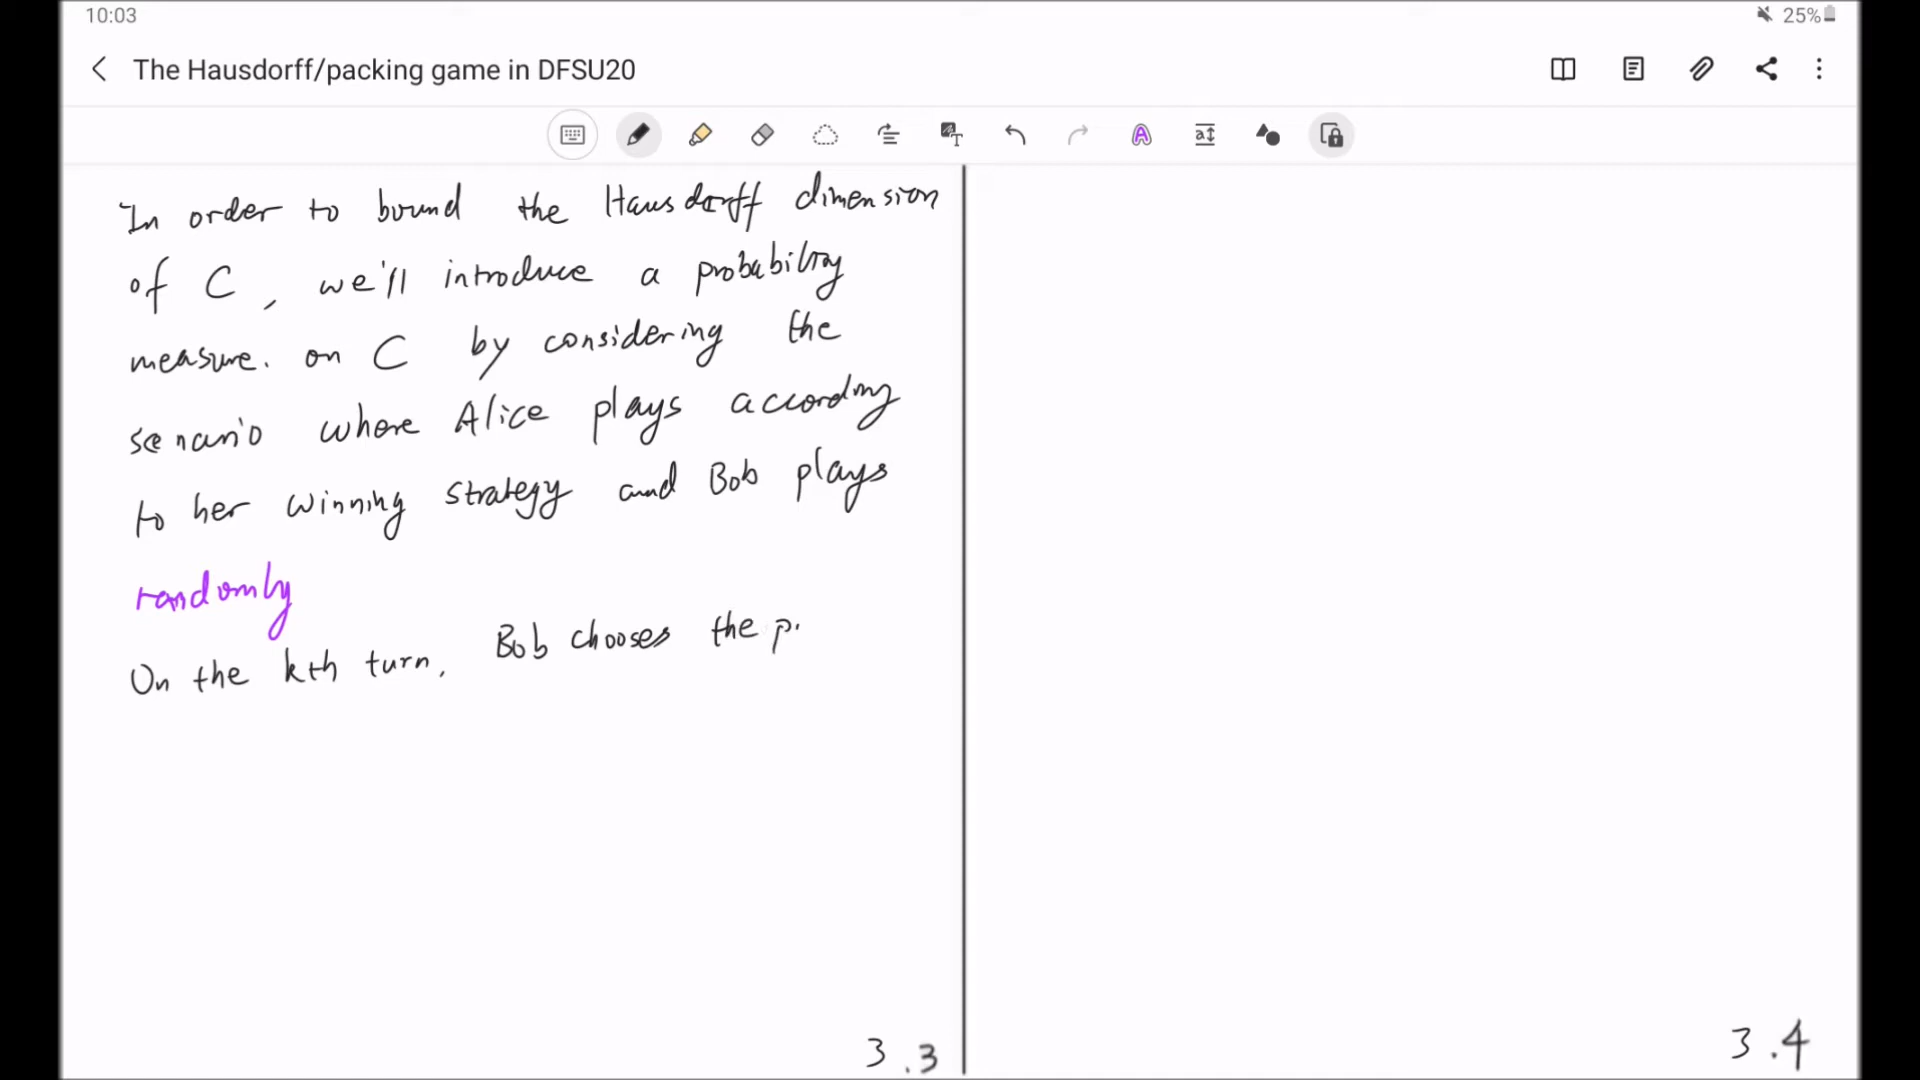 10:03
25%
The Hausdorff/packing game in DFSU20
In order to bound the Hausdorff dimension
of C, we'll introduce a probability
measure. on C by considering the
scenario where Alice plays according
to her winning strategy and Bob plays
randomly
On the kth turn, Bob chooses the p.
3.3
3.4